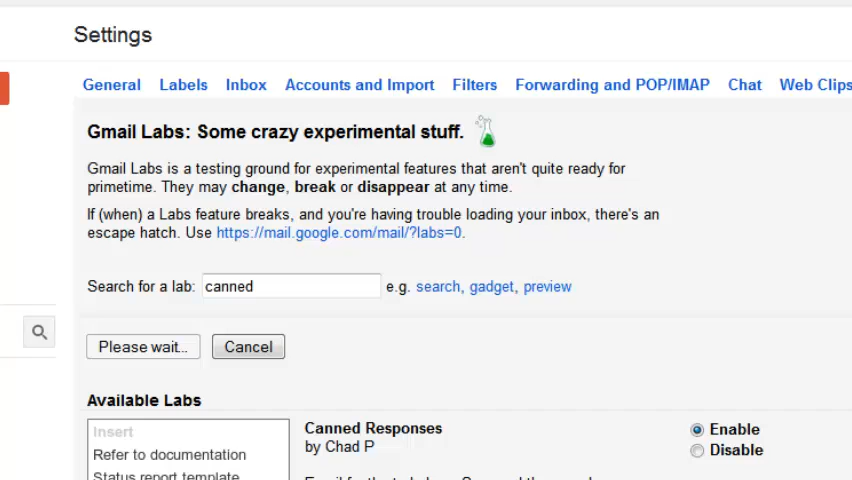 Settings
General Labels Inbox Accounts and Import Filters Forwarding and POP/IMAP Chat Web Clips
Gmail Labs: Some crazy experimental stuff.
Gmail Labs is a testing ground for experimental features that aren't quite ready for
primetime. They may change, break or disappear at any time.
If (when) a Labs feature breaks, and you're having trouble loading your inbox, there's an
escape hatch. Use https://mail.google.com/mail/?labs=0.
Search for a lab: canned e.g. search, gadget, preview
Please wait... Cancel
Available Labs
Insert
Refer to documentation
Status report template
Canned Responses
by Chad P
Enable
Disable